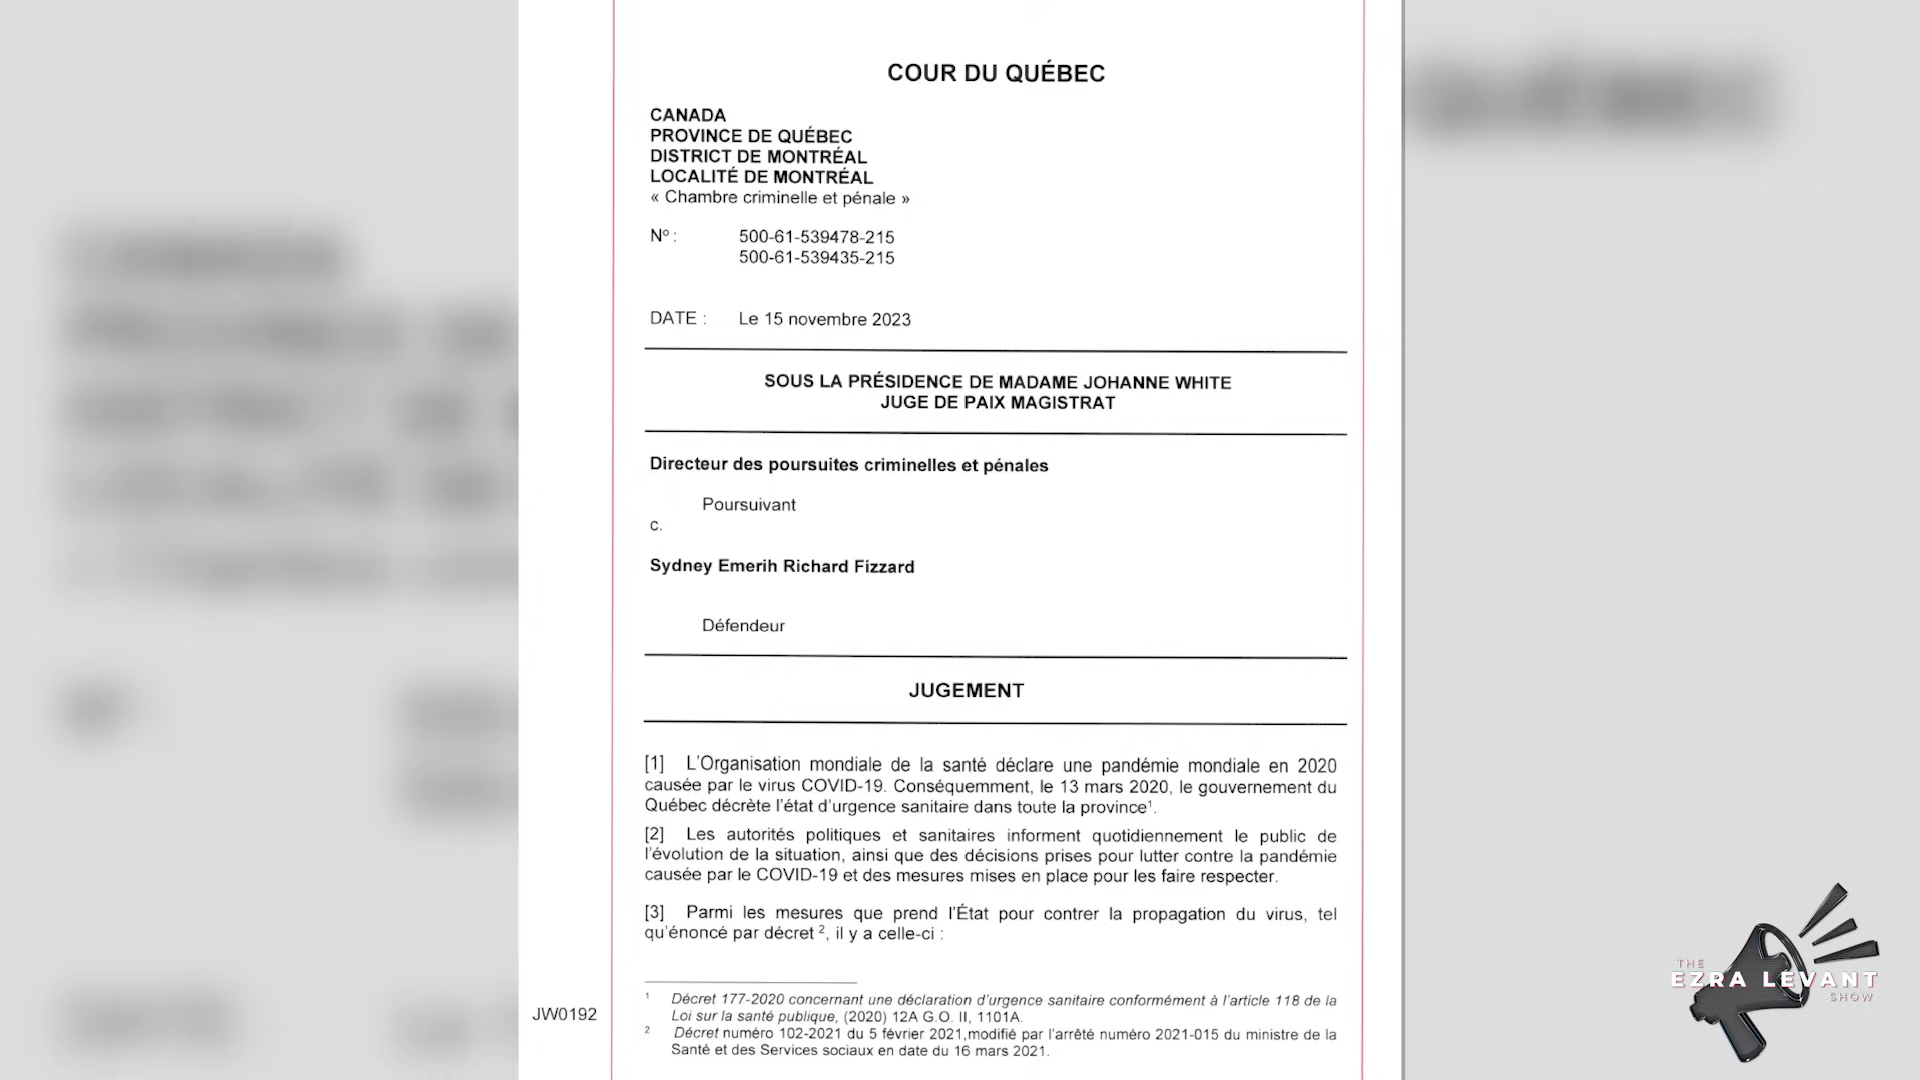 COUR DU QUÉBEC
CANADA
PROVINCE DE QUÉBEC
DISTRICT DE MONTRÉAL
LOCALITÉ DE MONTRÉAL
« Chambre criminelle et pénale »
Nº : 500-61-539478-215
500-61-539435-215
DATE : Le 15 novembre 2023
SOUS LA PRÉSIDENCE DE MADAME JOHANNE WHITE
JUGE DE PAIX MAGISTRAT
Directeur des poursuites criminelles et pénales
Poursuivant
c.
Sydney Emerih Richard Fizzard
Défendeur
JUGEMENT
[1] L’Organisation mondiale de la santé déclare une pandémie mondiale en 2020
causée par le virus COVID-19. Conséquemment, le 13 mars 2020, le gouvernement du
Québec décrète l’état d’urgence sanitaire dans toute la province¹.
[2] Les autorités politiques et sanitaires informent quotidiennement le public de
l’évolution de la situation, ainsi que des décisions prises pour lutter contre la pandémie
causée par le COVID-19 et des mesures mises en place pour les faire respecter.
[3] Parmi les mesures que prend l’État pour contrer la propagation du virus, tel
qu’énoncé par décret ², il y a celle-ci :
¹ Décret 177-2020 concernant une déclaration d’urgence sanitaire conformément à l’article 118 de la
Loi sur la santé publique, (2020) 12A G.O. II, 1101A.
² Décret numéro 102-2021 du 5 février 2021,modifié par l’arrêté numéro 2021-015 du ministre de la
Santé et des Services sociaux en date du 16 mars 2021.
JW0192
THE
EZRA LEVANT
SHOW